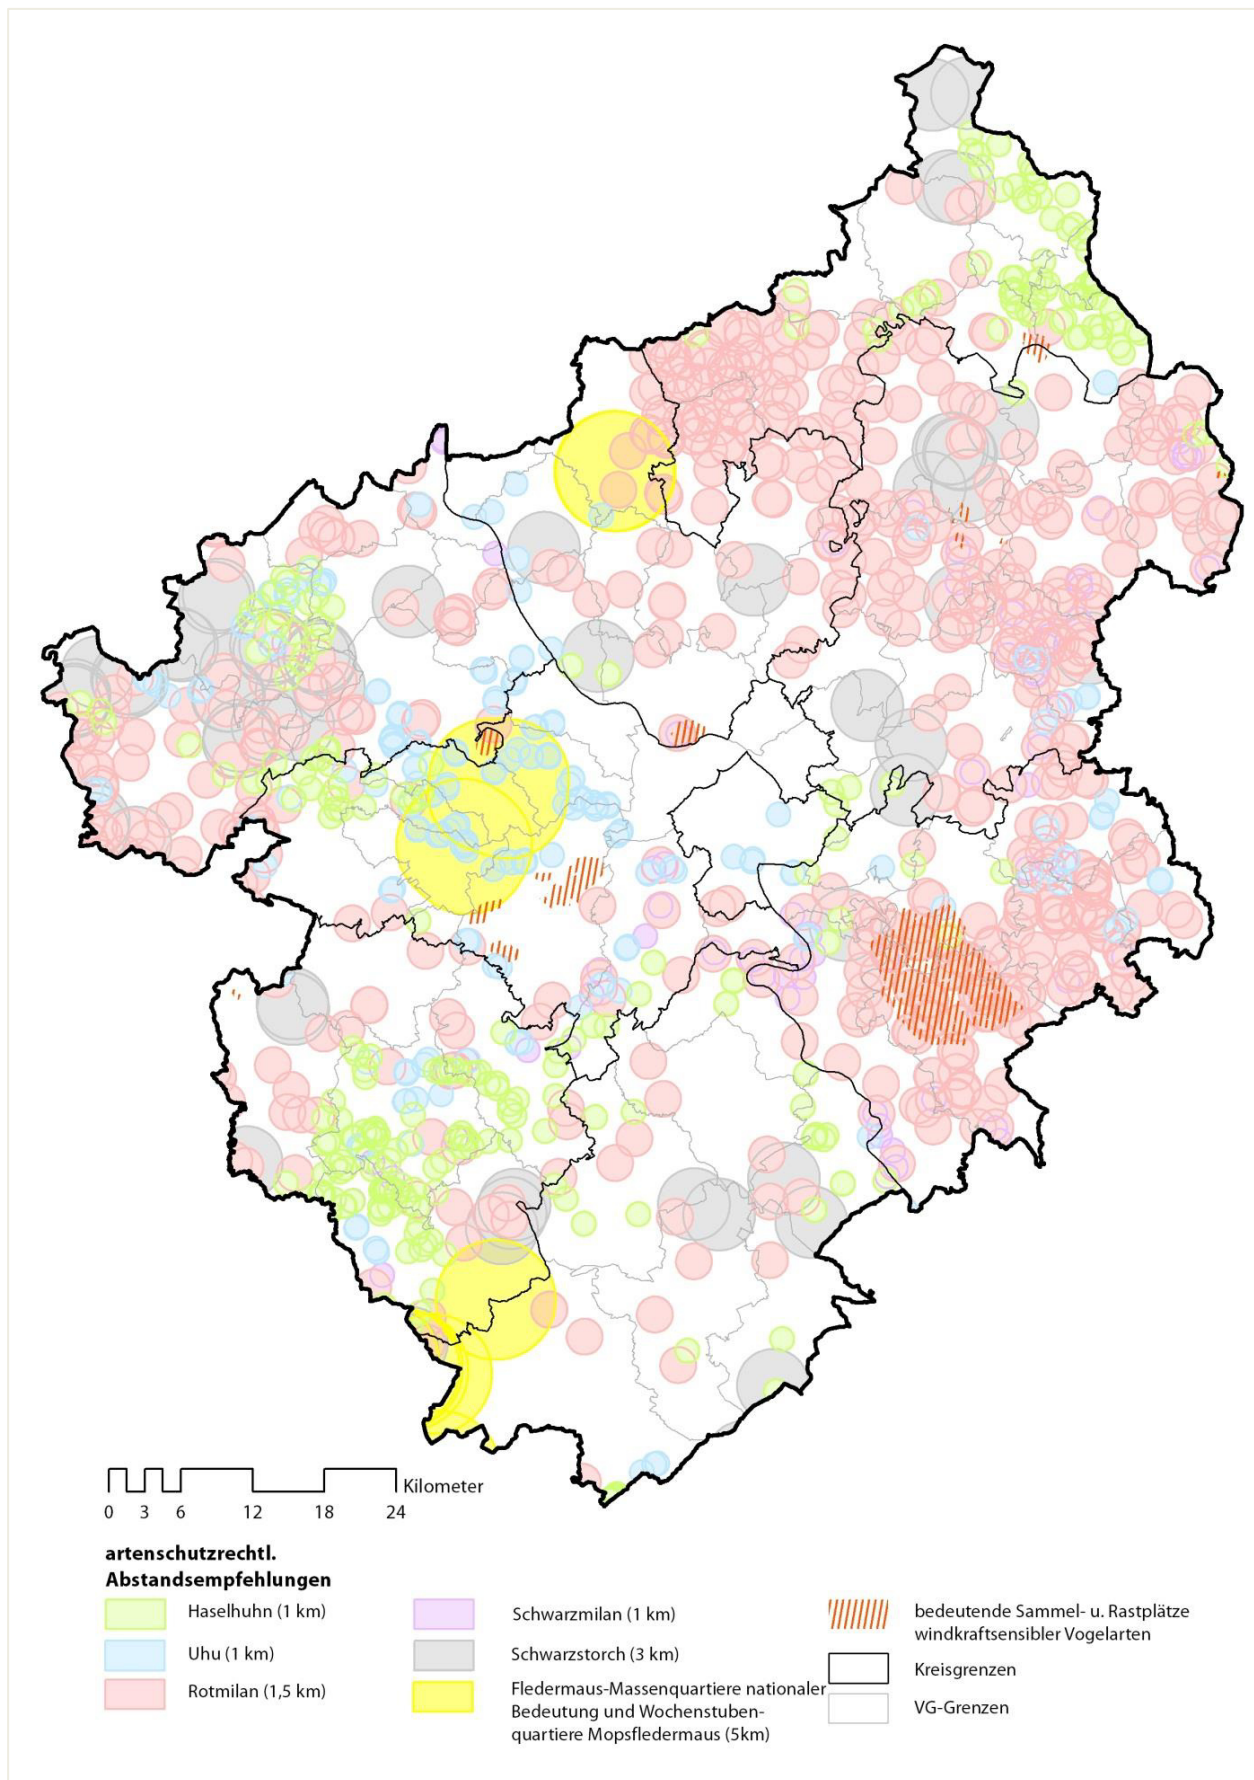 Kilometer
0 3 6 12 18 24
artenschutzrechtl.
Abstandsempfehlungen
Haselhuhn (1 km)
Uhu (1 km)
Rotmilan (1,5 km)
Schwarzmilan (1 km)
Schwarzstorch (3 km)
Fledermaus-Massenquartiere nationaler
Bedeutung und Wochenstuben-
quartiere Mopsfledermaus (5km)
bedeutende Sammel- u. Rastplätze
windkraftsensibler Vogelarten
Kreisgrenzen
VG-Grenzen